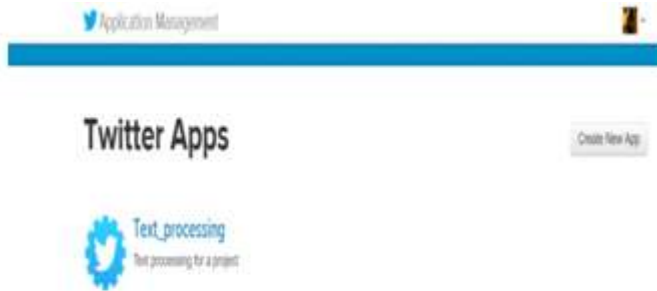 Application Management
Twitter Apps
Create New App
Text_processing
Text processing for a project